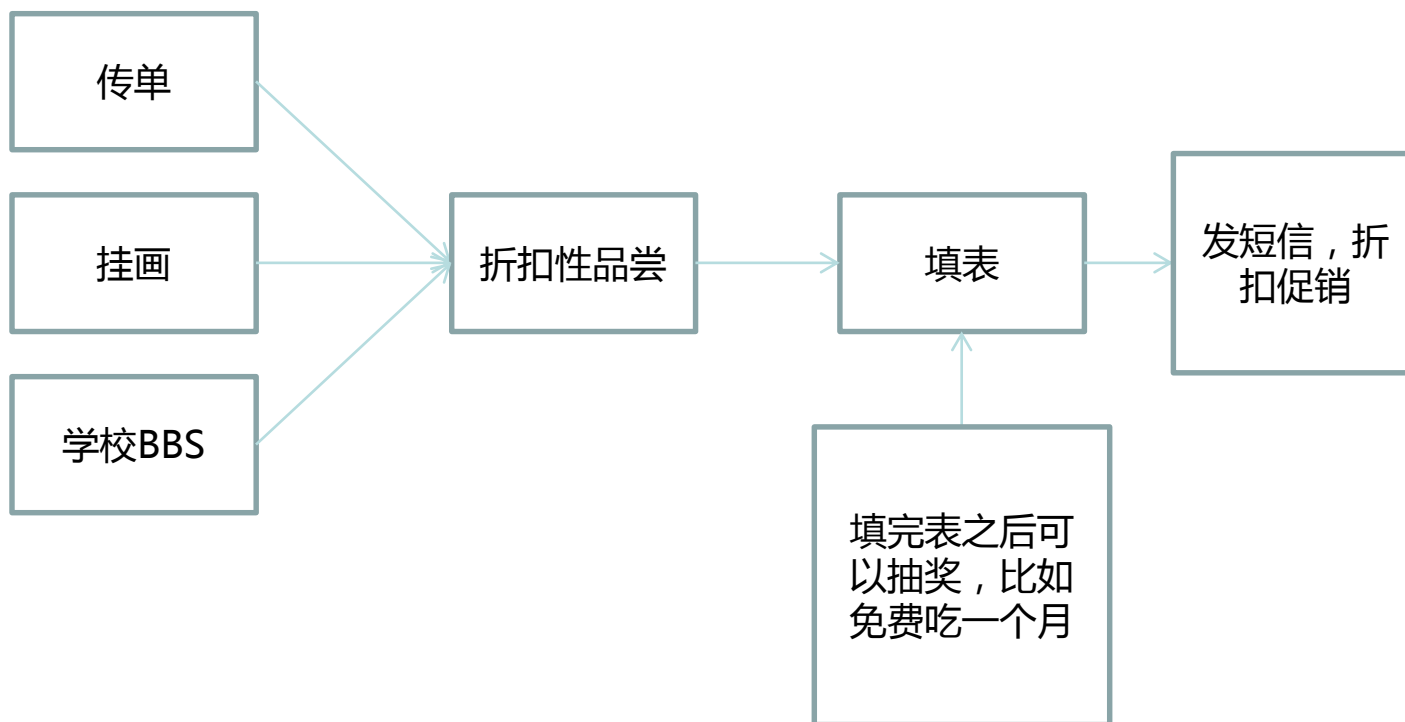 传单
挂画
学校BBS
折扣性品尝
填表
发短信，折
扣促销
填完表之后可
以抽奖，比如
免费吃一个月